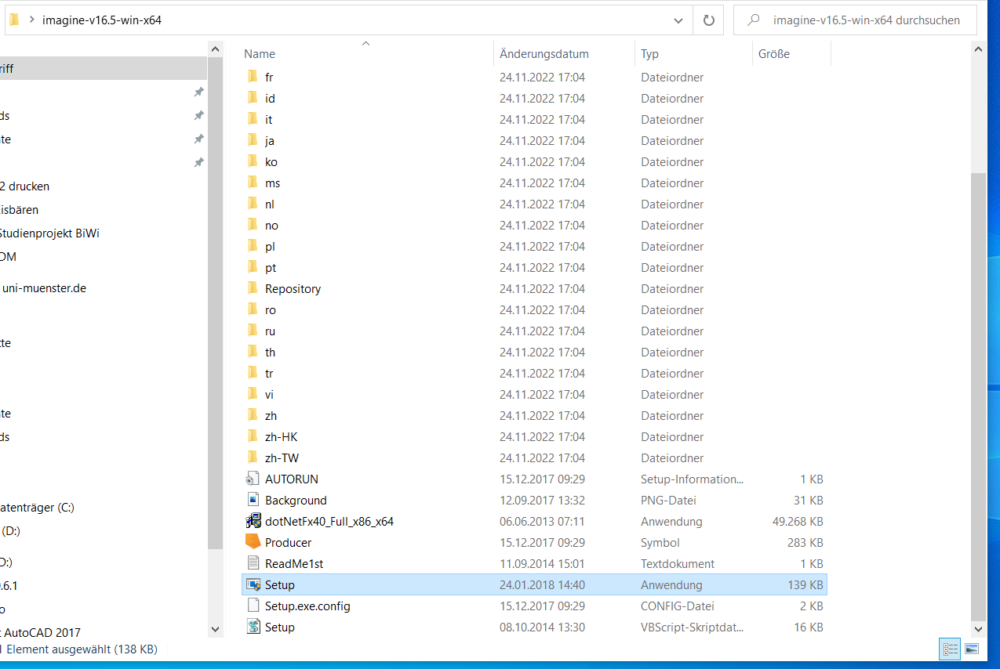 imagine-v16.5-win-x64
imagine-v16.5-win-x64 durchsuchen
riff
ds
te
2 drucken
Eisbären
Studienprojekt BiWi
DM
uni-muenster.de
te
te
ds
atenträger (C:)
(D:)
D:)
.6.1
o
AutoCAD 2017
Name Änderungsdatum Typ Größe
fr 24.11.2022 17:04 Dateiordner
id 24.11.2022 17:04 Dateiordner
it 24.11.2022 17:04 Dateiordner
ja 24.11.2022 17:04 Dateiordner
ko 24.11.2022 17:04 Dateiordner
ms 24.11.2022 17:04 Dateiordner
nl 24.11.2022 17:04 Dateiordner
no 24.11.2022 17:04 Dateiordner
pl 24.11.2022 17:04 Dateiordner
pt 24.11.2022 17:04 Dateiordner
Repository 24.11.2022 17:04 Dateiordner
ro 24.11.2022 17:04 Dateiordner
ru 24.11.2022 17:04 Dateiordner
th 24.11.2022 17:04 Dateiordner
tr 24.11.2022 17:04 Dateiordner
vi 24.11.2022 17:04 Dateiordner
zh 24.11.2022 17:04 Dateiordner
zh-HK 24.11.2022 17:04 Dateiordner
zh-TW 24.11.2022 17:04 Dateiordner
AUTORUN 15.12.2017 09:29 Setup-Information... 1 KB
Background 12.09.2017 13:32 PNG-Datei 31 KB
dotNetFx40_Full_x86_x64 06.06.2013 07:11 Anwendung 49.268 KB
Producer 15.12.2017 09:29 Symbol 283 KB
ReadMe1st 11.09.2014 15:01 Textdokument 1 KB
Setup 24.01.2018 14:40 Anwendung 139 KB
Setup.exe.config 15.12.2017 09:29 CONFIG-Datei 2 KB
Setup 08.10.2014 13:30 VBScript-Skriptdat... 16 KB
1 Element ausgewählt (138 KB)